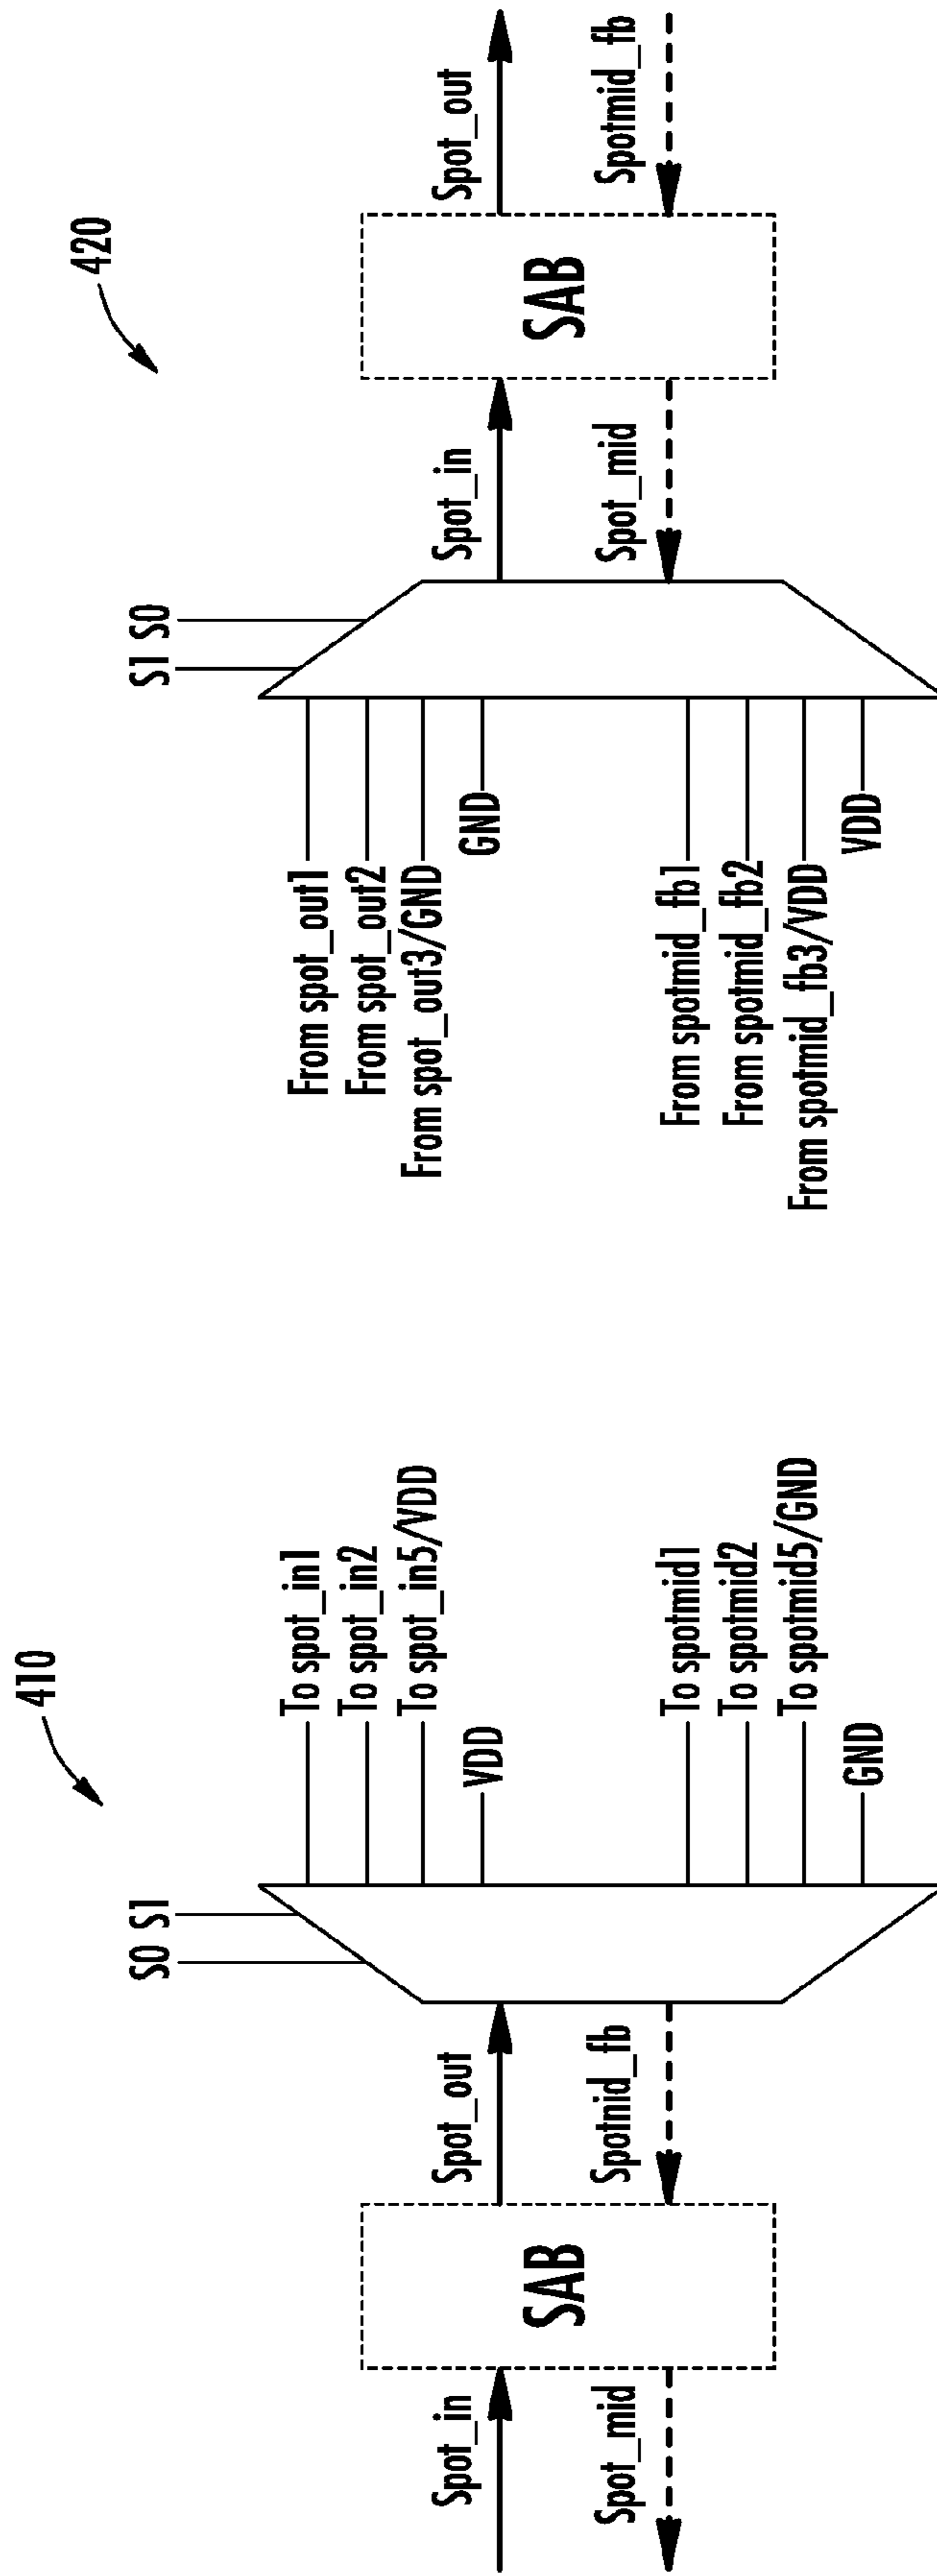 410
S0 S1
Spot_in
Spot_mid
SAB
Spot_out
Spotnid_fb
To spot_in1
To spot_in2
To spot_in5/VDD
VDD
To spotmid1
To spotmid2
To spotmid5/GND
GND
420
S1 S0
From spot_out1
From spot_out2
From spot_out3/GND
GND
From spotmid_fb1
From spotmid_fb2
From spotmid_fb3/VDD
VDD
Spot_in
Spot_mid
SAB
Spot_out
Spotmid_fb